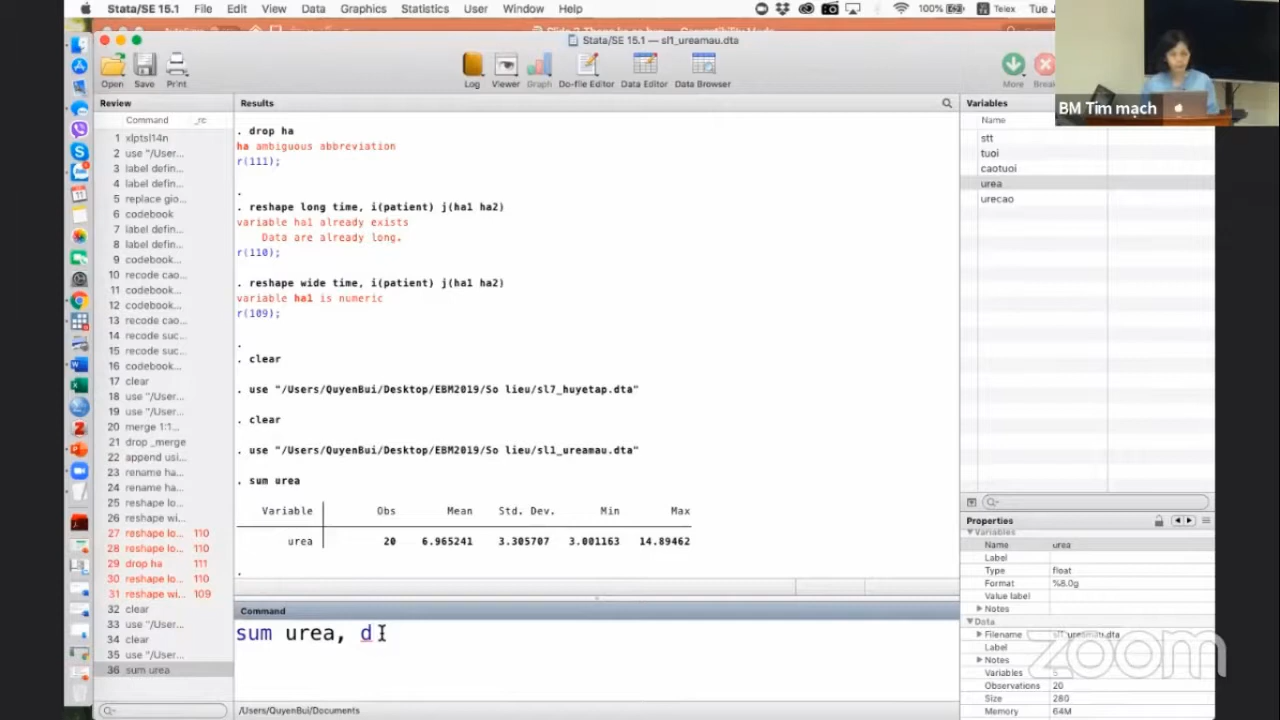 Stata/SE 15.1 File Edit View Data Graphics Statistics User Window Help 100% Telex Tue J
Stata/SE 15.1 — sl1_ureamau.dta
Open Save Print Log Viewer Graph Do-file Editor Data Editor Data Browser More Break
BM Tim mạch
Review
Command _rc
1 xlptsl14n
2 use "/User...
3 label defin...
4 label defin...
5 replace gio...
6 codebook
7 label defin...
8 label defin...
9 codebook...
10 recode cao...
11 codebook...
12 codebook...
13 recode cao...
14 recode suc...
15 recode suc...
16 codebook...
17 clear
18 use "/User...
19 use "/User...
20 merge 1:1...
21 drop _merge
22 append usi...
23 rename ha...
24 rename ha...
25 reshape lo...
26 reshape wi...
27 reshape lo... 110
28 reshape lo... 110
29 drop ha 111
30 reshape lo... 110
31 reshape wi... 109
32 clear
33 use "/User...
34 clear
35 use "/User...
36 sum urea
Results
. drop ha
ha ambiguous abbreviation
r(111);
.
. reshape long time, i(patient) j(ha1 ha2)
variable ha1 already exists
Data are already long.
r(110);
. reshape wide time, i(patient) j(ha1 ha2)
variable ha1 is numeric
r(109);
.
. clear
. use "/Users/QuyenBui/Desktop/EBM2019/So lieu/sl7_huyetap.dta"
. clear
. use "/Users/QuyenBui/Desktop/EBM2019/So lieu/sl1_ureamau.dta"
. sum urea
Variable Obs Mean Std. Dev. Min Max
urea 20 6.965241 3.305707 3.001163 14.89462
.
Command
sum urea, d
/Users/QuyenBui/Documents
Variables
Name
stt
tuoi
caotuoi
urea
urecao
Properties
Variables
Name urea
Label
Type float
Format %8.0g
Value label
Notes
Data
Filename sl1_ureamau.dta
Label
Notes
Variables 5
Observations 20
Size 280
Memory 64M
zoom